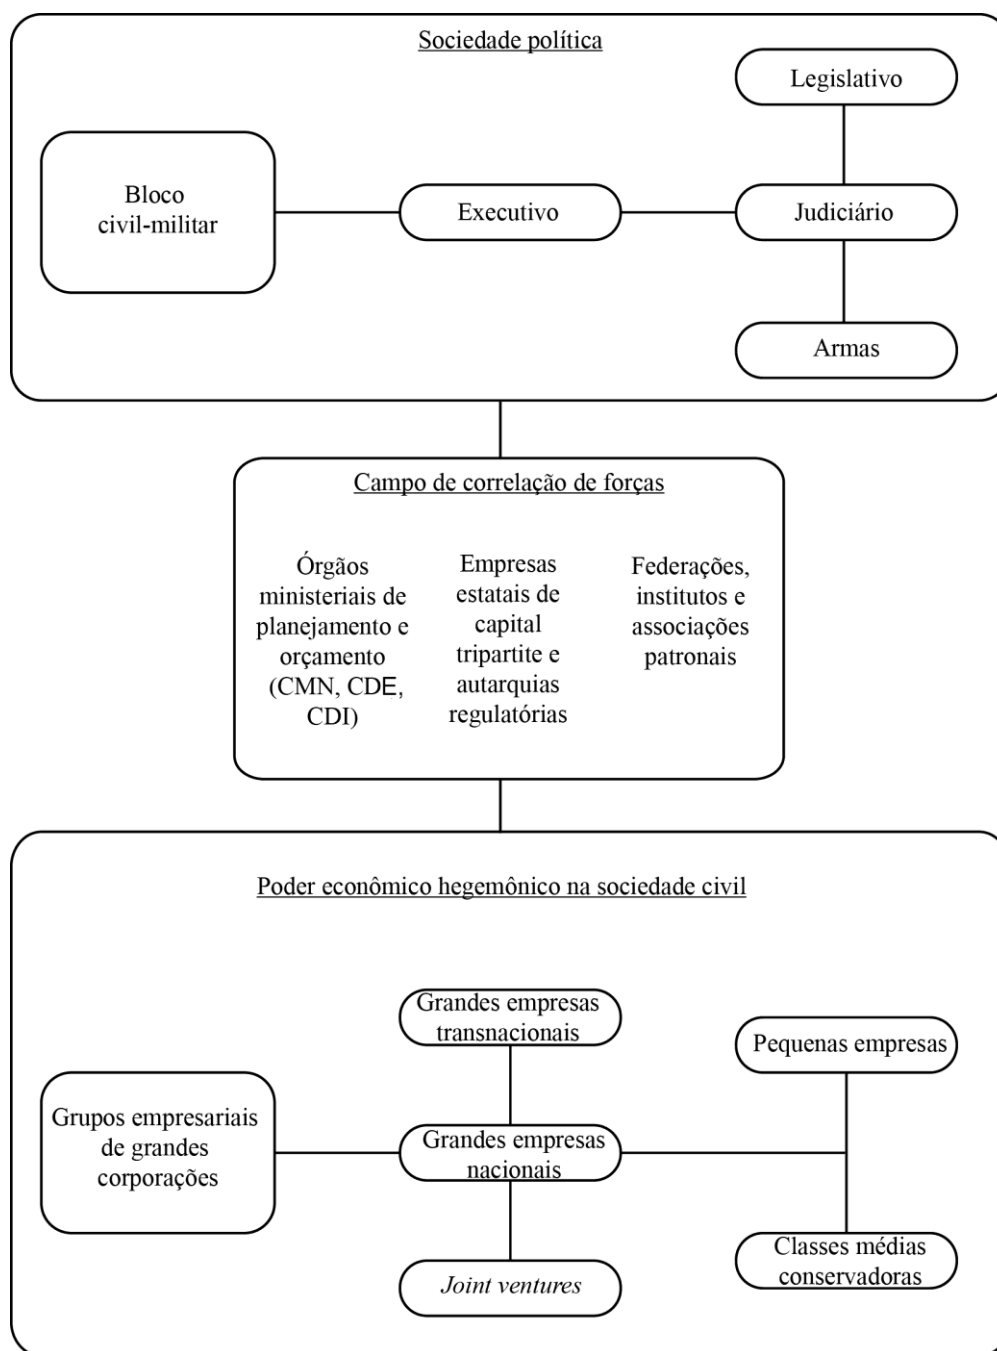 Sociedade política
Legislativo
Bloco
civil-militar
Executivo
Judiciário
Armas
Campo de correlação de forças
Órgãos
ministeriais de
planejamento e
orçamento
(CMN, CDE,
CDI)
Empresas
estatais de
capital
tripartite e
autarquias
regulatórias
Federações,
institutos e
associações
patronais
Poder econômico hegemônico na sociedade civil
Grandes empresas
transnacionais
Pequenas empresas
Grupos empresariais
de grandes
corporações
Grandes empresas
nacionais
Joint ventures
Classes médias
conservadoras